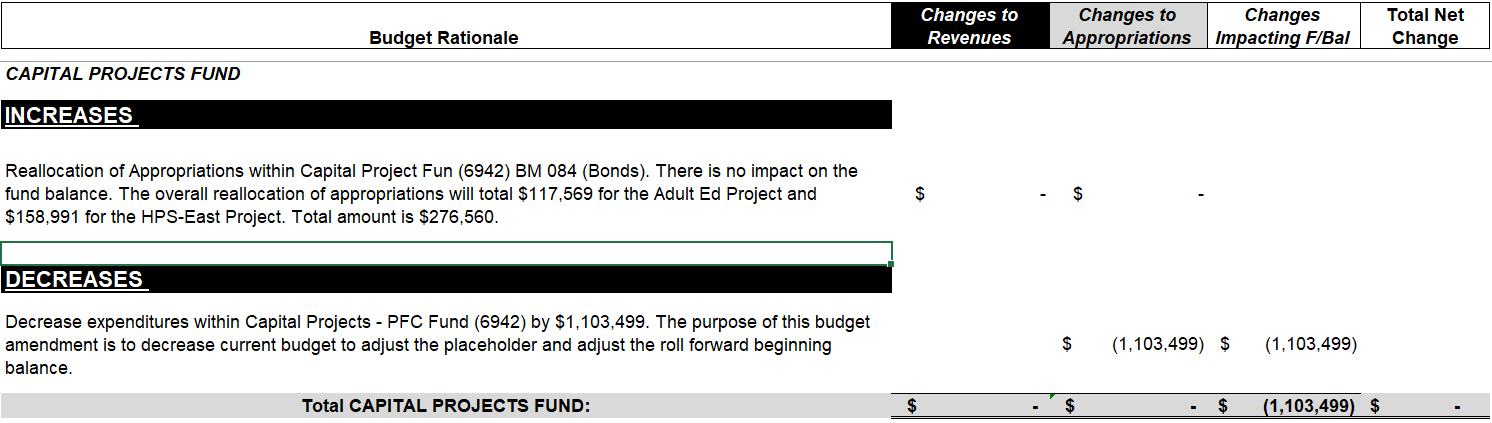 Budget Rationale Changes to Revenues Changes to Appropriations Changes Impacting F/Bal Total Net Change
CAPITAL PROJECTS FUND
INCREASES
Reallocation of Appropriations within Capital Project Fun (6942) BM 084 (Bonds). There is no impact on the
fund balance. The overall reallocation of appropriations will total $117,569 for the Adult Ed Project and $ - $ -
$158,991 for the HPS-East Project. Total amount is $276,560.
DECREASES
Decrease expenditures within Capital Projects - PFC Fund (6942) by $1,103,499. The purpose of this budget
amendment is to decrease current budget to adjust the placeholder and adjust the roll forward beginning $ (1,103,499) $ (1,103,499)
balance.
Total CAPITAL PROJECTS FUND: $ - $ - $ (1,103,499) $ -